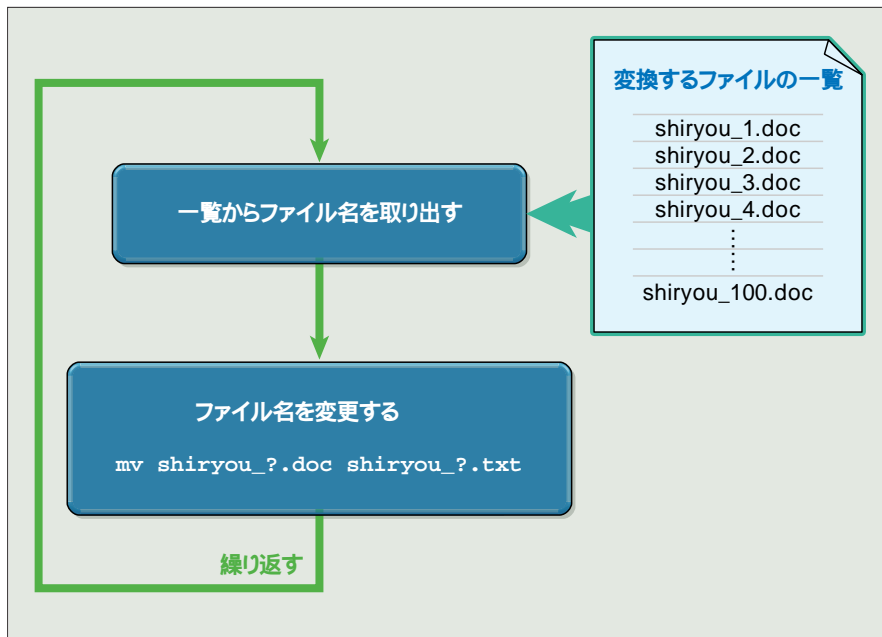 変換するファイルの一覧
shiryou_1.doc
shiryou_2.doc
shiryou_3.doc
shiryou_4.doc
shiryou_100.doc
一覧からファイル名を取り出す
ファイル名を変更する
mv shiryou_?.doc shiryou_?.txt
繰り返す